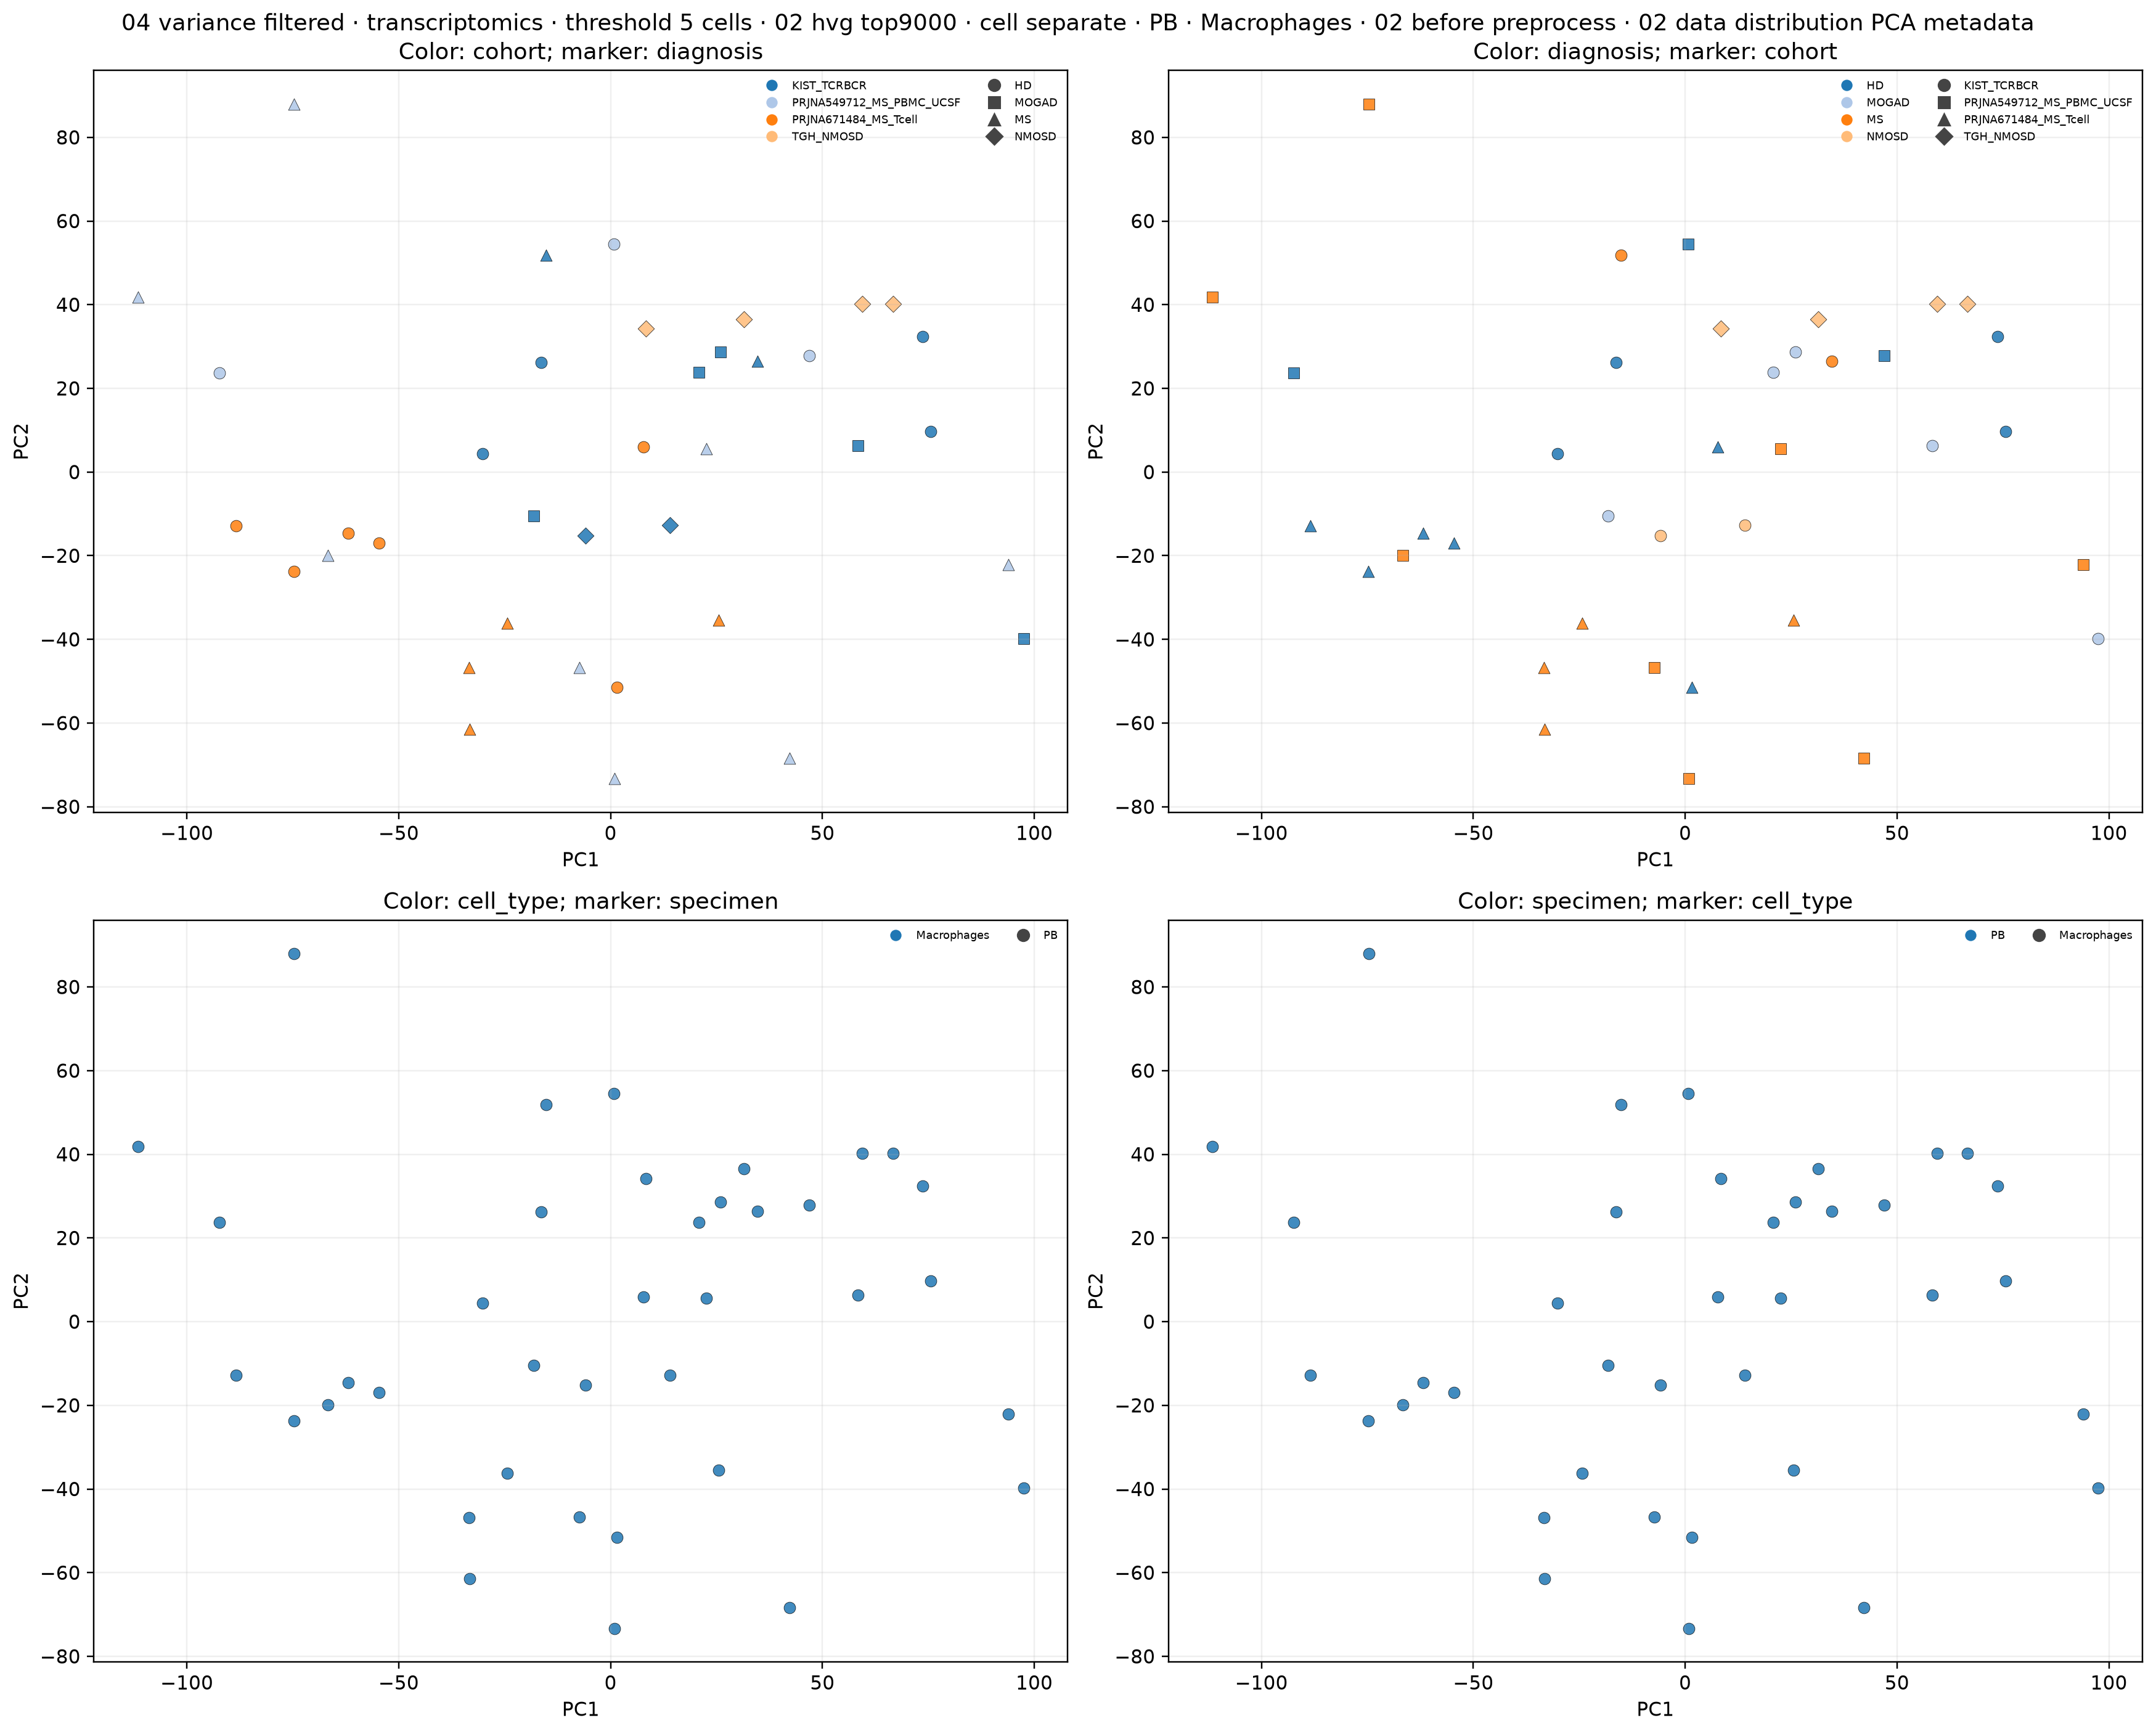 04 variance filtered · transcriptomics · threshold 5 cells · 02 hvg top9000 · cell separate · PB · Macrophages · 02 before preprocess · 02 data distribution PCA metadata
Color: cohort; marker: diagnosis
KIST_TCRBCR
PRJNA549712_MS_PBMC_UCSF
PRJNA671484_MS_Tcell
TGH_NMOSD
HD
MOGAD
MS
NMOSD
PC2
80
60
40
20
0
−20
−40
−60
−80
−100
−50
0
50
100
PC1
Color: diagnosis; marker: cohort
HD
MOGAD
MS
NMOSD
KIST_TCRBCR
PRJNA549712_MS_PBMC_UCSF
PRJNA671484_MS_Tcell
TGH_NMOSD
PC2
80
60
40
20
0
−20
−40
−60
−80
−100
−50
0
50
100
PC1
Color: cell_type; marker: specimen
Macrophages
PB
PC2
80
60
40
20
0
−20
−40
−60
−80
−100
−50
0
50
100
PC1
Color: specimen; marker: cell_type
PB
Macrophages
PC2
80
60
40
20
0
−20
−40
−60
−80
−100
−50
0
50
100
PC1